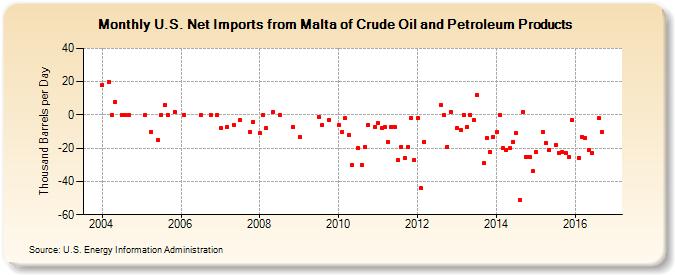 Monthly U.S. Net Imports from Malta of Crude Oil and Petroleum Products
Thousand Barrels per Day
40
20
0
-20
-40
-60
2004 2006 2008 2010 2012 2014 2016
Source: U.S. Energy Information Administration